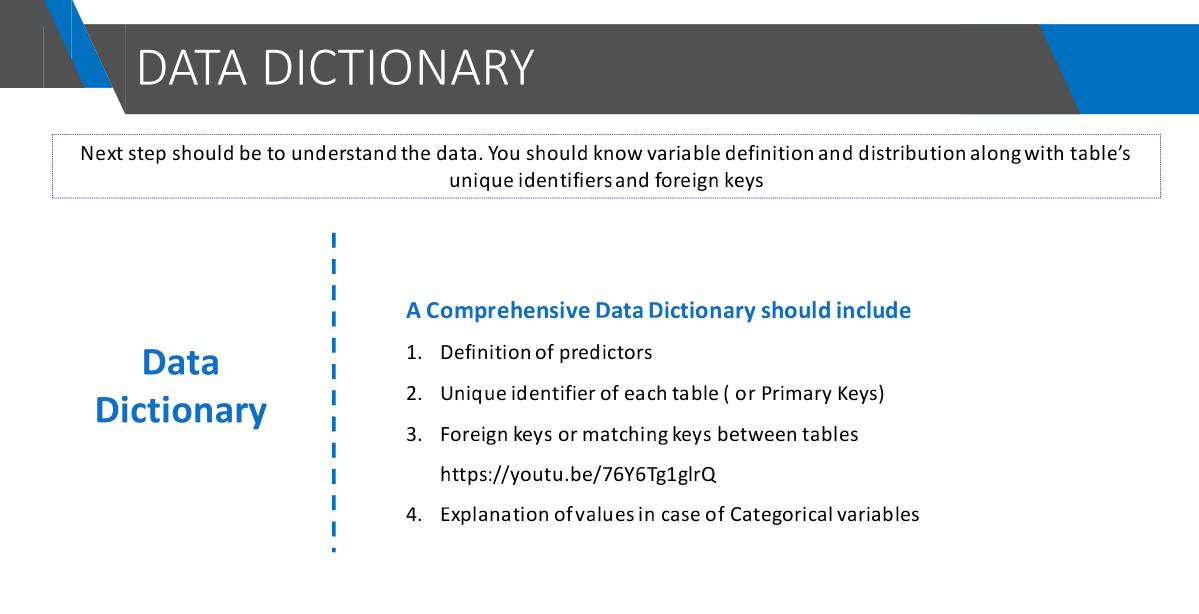 DATA DICTIONARY
Next step should be to understand the data. You should know variable definition and distribution along with table’s
unique identifiers and foreign keys
Data
Dictionary
A Comprehensive Data Dictionary should include
1. Definition of predictors
2. Unique identifier of each table ( or Primary Keys)
3. Foreign keys or matching keys between tables
https://youtu.be/76Y6Tg1glrQ
4. Explanation of values in case of Categorical variables